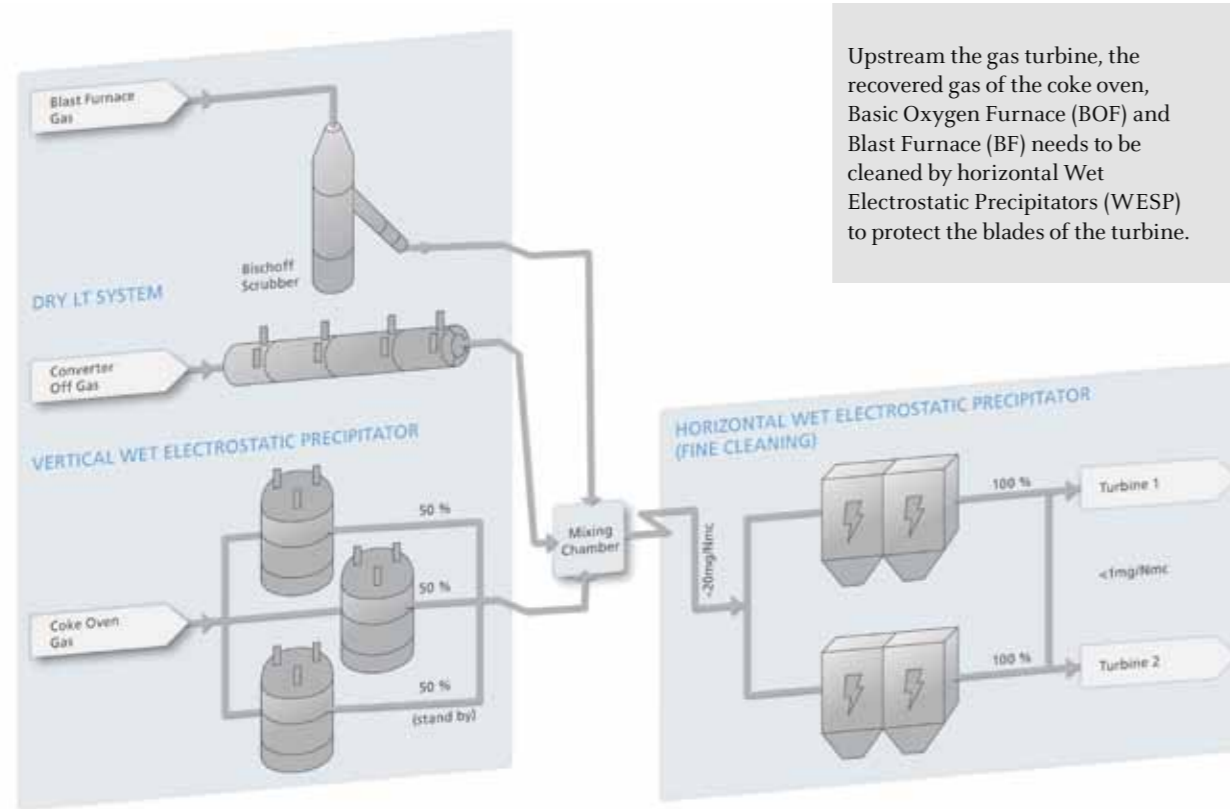 Upstream the gas turbine, the
recovered gas of the coke oven,
Basic Oxygen Furnace (BOF) and
Blast Furnace (BF) needs to be
cleaned by horizontal Wet
Electrostatic Precipitators (WESP)
to protect the blades of the turbine.
Blast Furnace
Gas
Bischoff
Scrubber
DRY LT SYSTEM
Converter
Off Gas
VERTICAL WET ELECTROSTATIC PRECIPITATOR
50 %
50 %
Coke Oven
Gas
50 %
(stand by)
Mixing
Chamber
~20mg/Nmc
HORIZONTAL WET ELECTROSTATIC PRECIPITATOR
(FINE CLEANING)
100 %
Turbine 1
<1mg/Nmc
100 %
Turbine 2